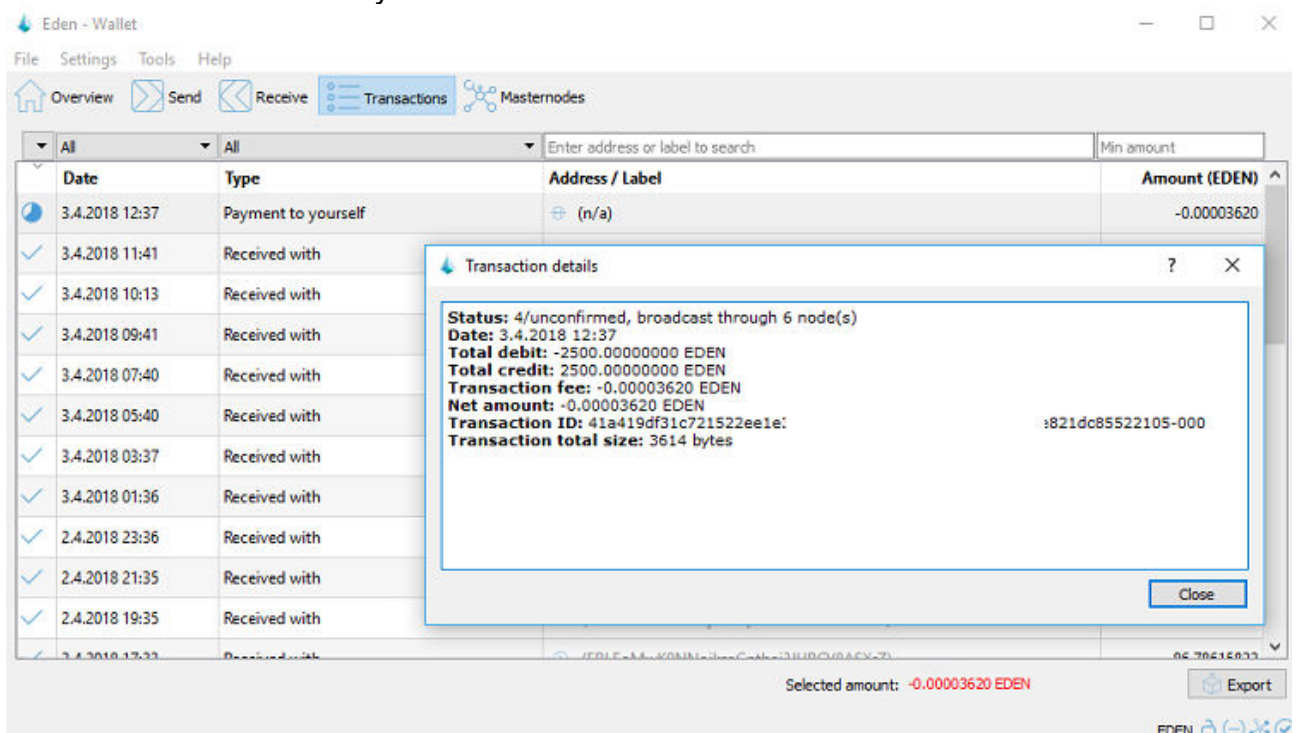 Eden - Wallet
File Settings Tools Help
Overview Send Receive Transactions Masternodes
All All Enter address or label to search Min amount
Date Type Address / Label Amount (EDEN)
3.4.2018 12:37 Payment to yourself (n/a) -0.00003620
3.4.2018 11:41 Received with
Transaction details ?
3.4.2018 10:13 Received with
3.4.2018 09:41 Received with
3.4.2018 07:40 Received with
3.4.2018 05:40 Received with
3.4.2018 03:37 Received with
3.4.2018 01:36 Received with
2.4.2018 23:36 Received with
2.4.2018 21:35 Received with
2.4.2018 19:35 Received with
Status: 4/unconfirmed, broadcast through 6 node(s)
Date: 3.4.2018 12:37
Total debit: -2500.00000000 EDEN
Total credit: 2500.00000000 EDEN
Transaction fee: -0.00003620 EDEN
Net amount: -0.00003620 EDEN
Transaction ID: 41a419df31c721522ee1e 821dc85522105-000
Transaction total size: 3614 bytes
Close
Selected amount: -0.00003620 EDEN Export
EDEN